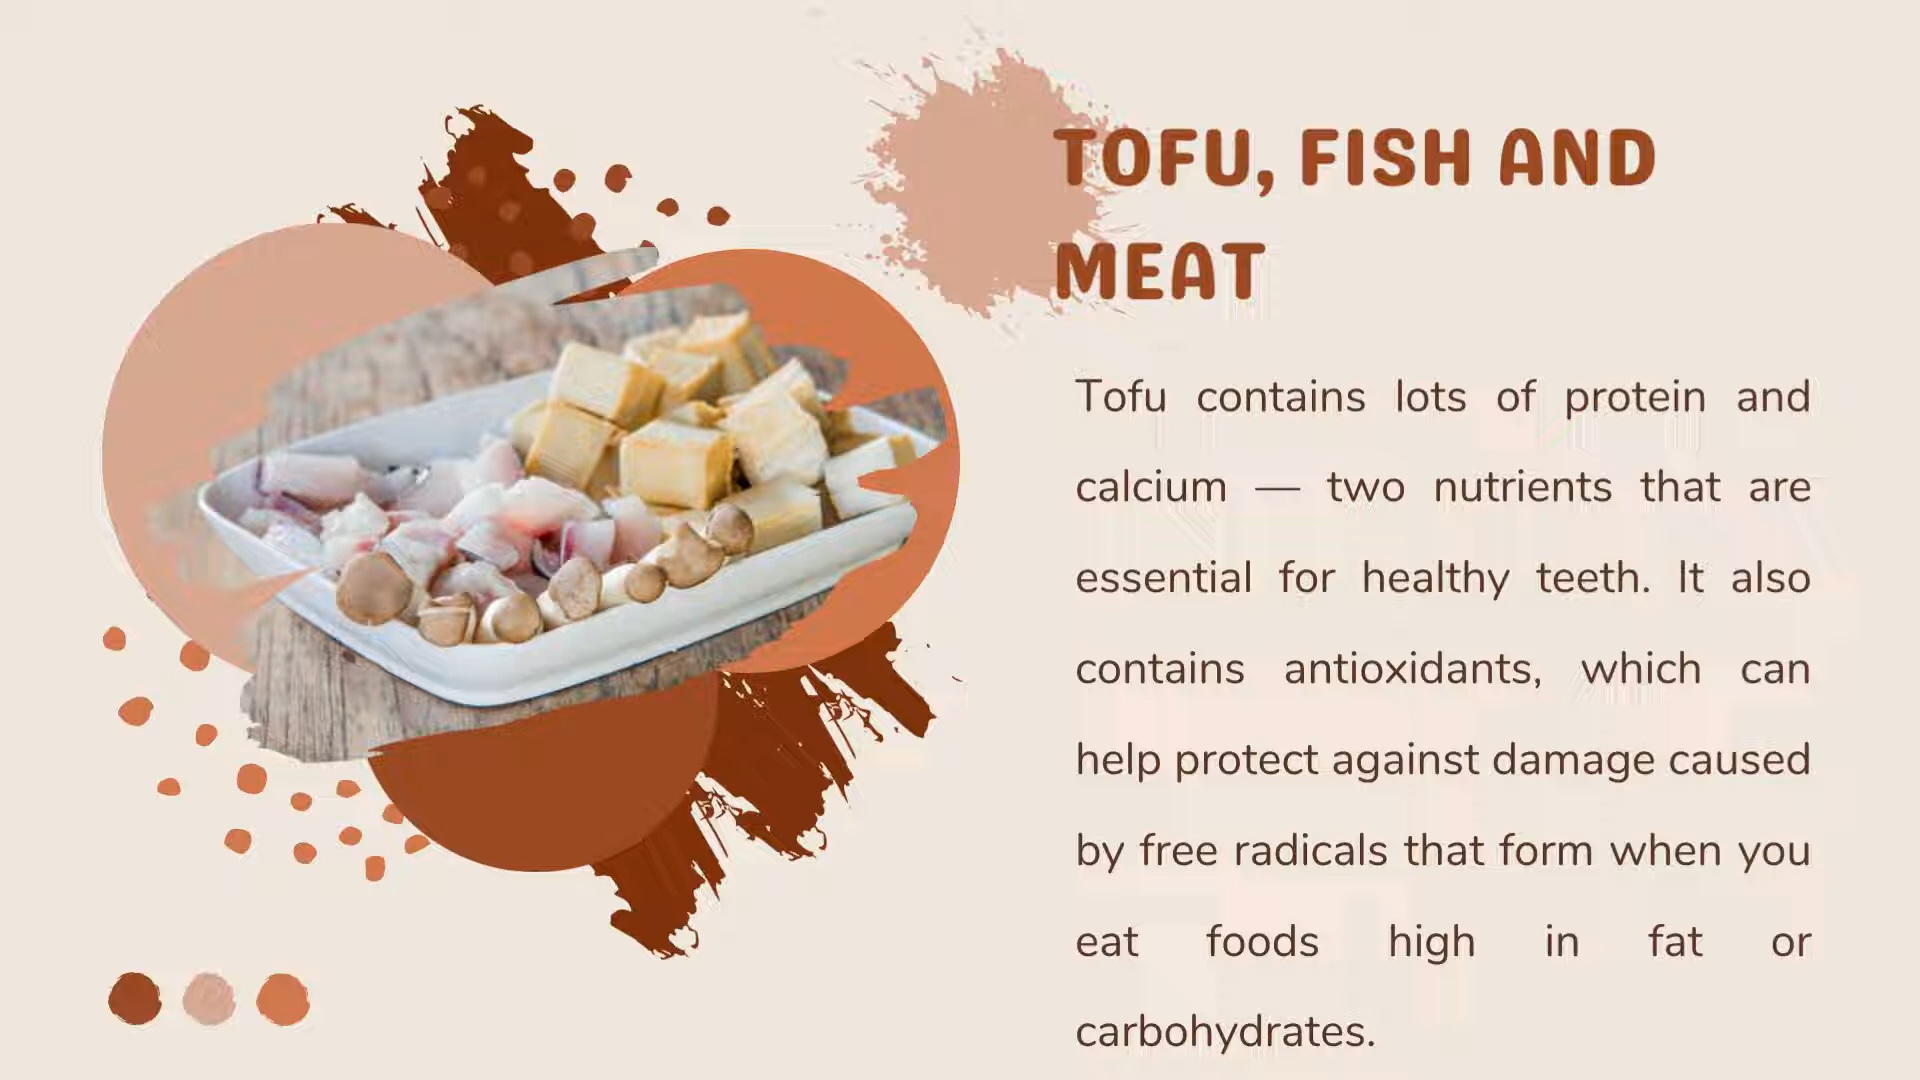 TOFU, FISH AND
MEAT
Tofu contains lots of protein and
calcium — two nutrients that are
essential for healthy teeth. It also
contains antioxidants, which can
help protect against damage caused
by free radicals that form when you
eat foods high in fat or
carbohydrates.